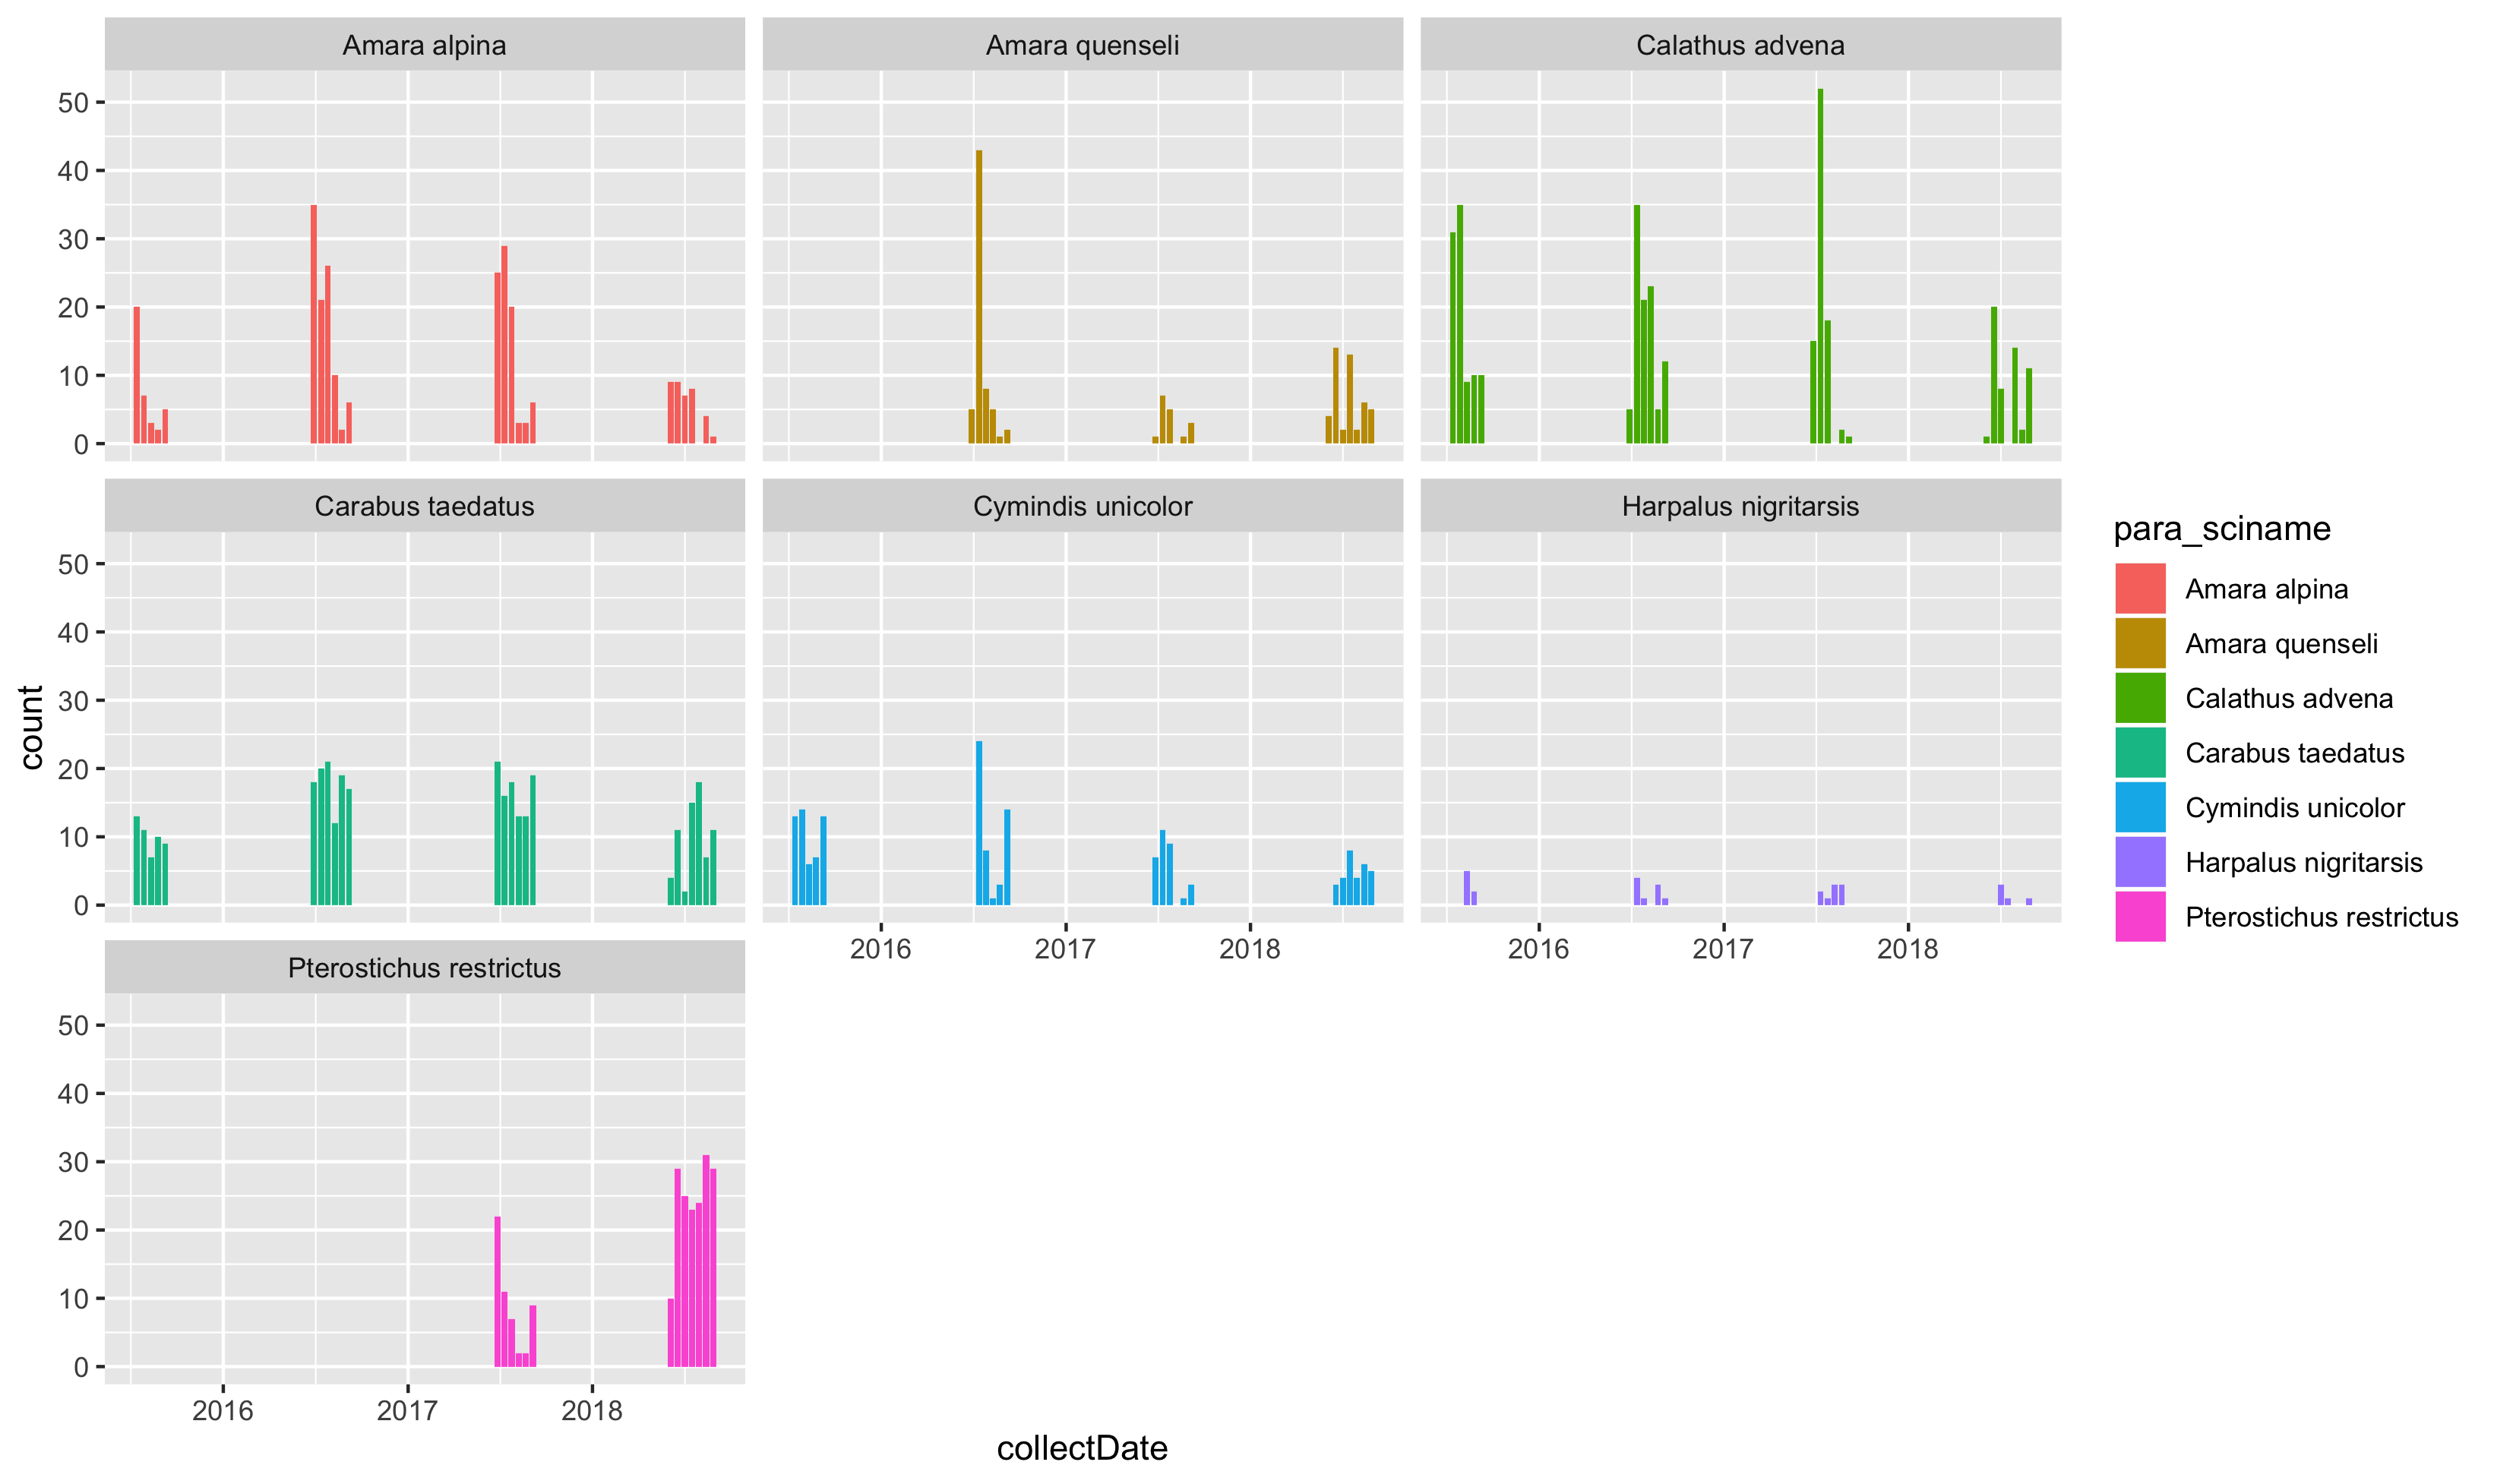 Amara alpina
Amara quenseli
Calathus advena
50
40
30
20
10
0
Carabus taedatus
Cymindis unicolor
Harpalus nigritarsis
50
40
30
20
10
0
2016 2017 2018
2016 2017 2018
Pterostichus restrictus
50
40
30
20
10
0
2016 2017 2018
count
collectDate
para_sciname
Amara alpina
Amara quenseli
Calathus advena
Carabus taedatus
Cymindis unicolor
Harpalus nigritarsis
Pterostichus restrictus